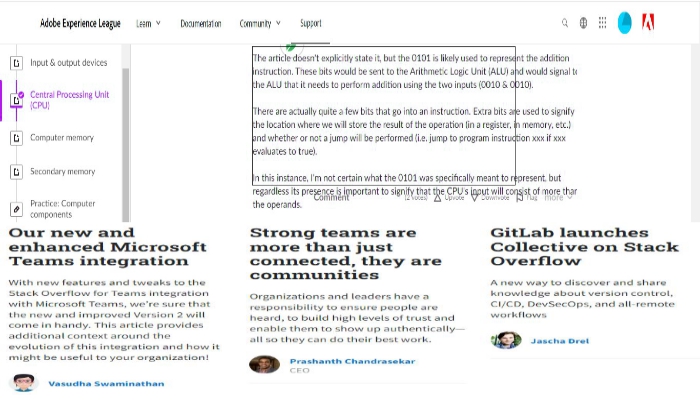 Adobe Experience League
Learn
Documentation
Community
Support
Input & output devices
Central Processing Unit
(CPU)
Computer memory
Secondary memory
Practice: Computer
components
The article doesn't explicitly state it, but the 0101 is likely used to represent the addition
instruction. These bits would be sent to the Arithmetic Logic Unit (ALU) and would signal t
the ALU that it needs to perform addition using the two inputs (0010 & 0010).
There are actually quite a few bits that go into an instruction. Extra bits are used to signify
the location where we will store the result of the operation (in a register, in memory, etc.)
and whether or not a jump will be performed (i.e. jump to program instruction xxx if xxx
evaluates to true).
In this instance, I'm not certain what the 0101 was specifically meant to represent, but
regardless its presence is important to signify that the CPU's input will consist of more thar
the operands.
Comment
(2 votes)
Upvote
Downvote
Flag
more
Our new and
enhanced Microsoft
Teams integration
With new features and tweaks to the
Stack Overflow for Teams integration
with Microsoft Teams, we're sure that
the new and improved Version 2 will
come in handy. This article provides
additional context around the
evolution of this integration and how it
might be useful to your organization!
Vasudha Swaminathan
Strong teams are
more than just
connected, they are
communities
Organizations and leaders have a
responsibility to ensure people are
heard, to build high levels of trust and
enable them to show up authentically—
all so they can do their best work.
Prashanth Chandrasekar
CEO
GitLab launches
Collective on Stack
Overflow
A new way to discover and share
knowledge about version control,
CI/CD, DevSecOps, and all-remote
workflows
Jascha Drel